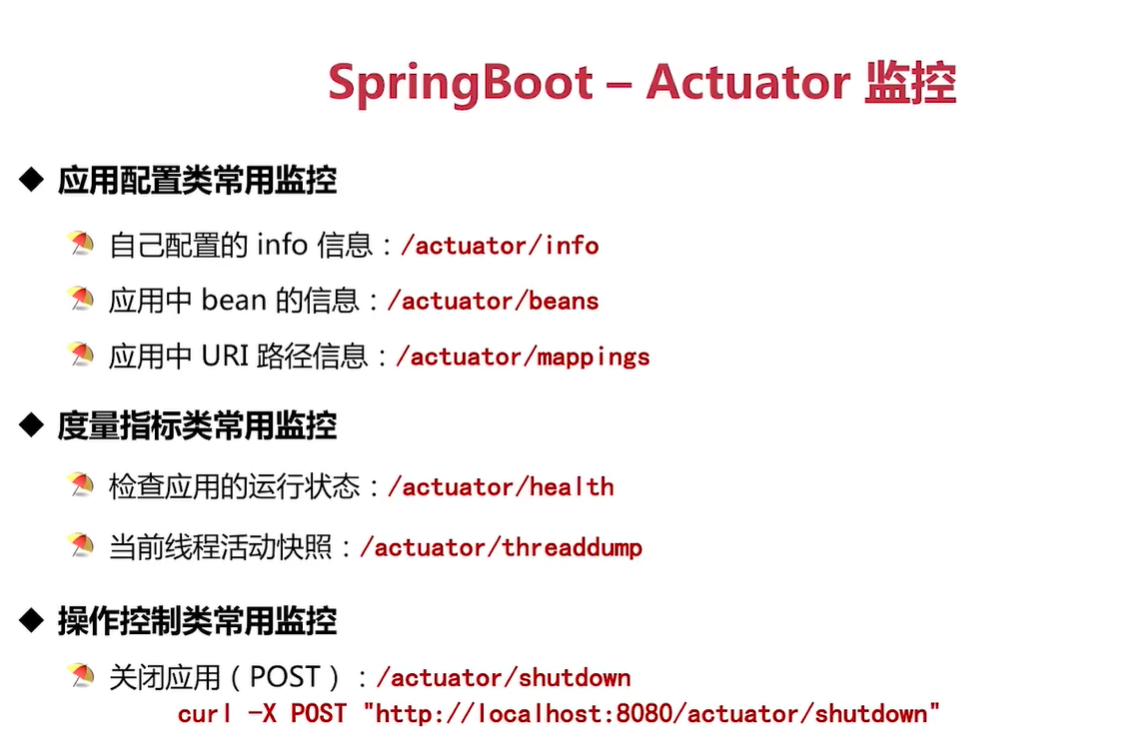 SpringBoot – Actuator 监控
◆ 应用配置类常用监控
自己配置的 info 信息：/actuator/info
应用中 bean 的信息：/actuator/beans
应用中 URI 路径信息：/actuator/mappings
◆ 度量指标类常用监控
检查应用的运行状态：/actuator/health
当前线程活动快照：/actuator/threaddump
◆ 操作控制类常用监控
关闭应用（POST）：/actuator/shutdown
curl -X POST "http://localhost:8080/actuator/shutdown"